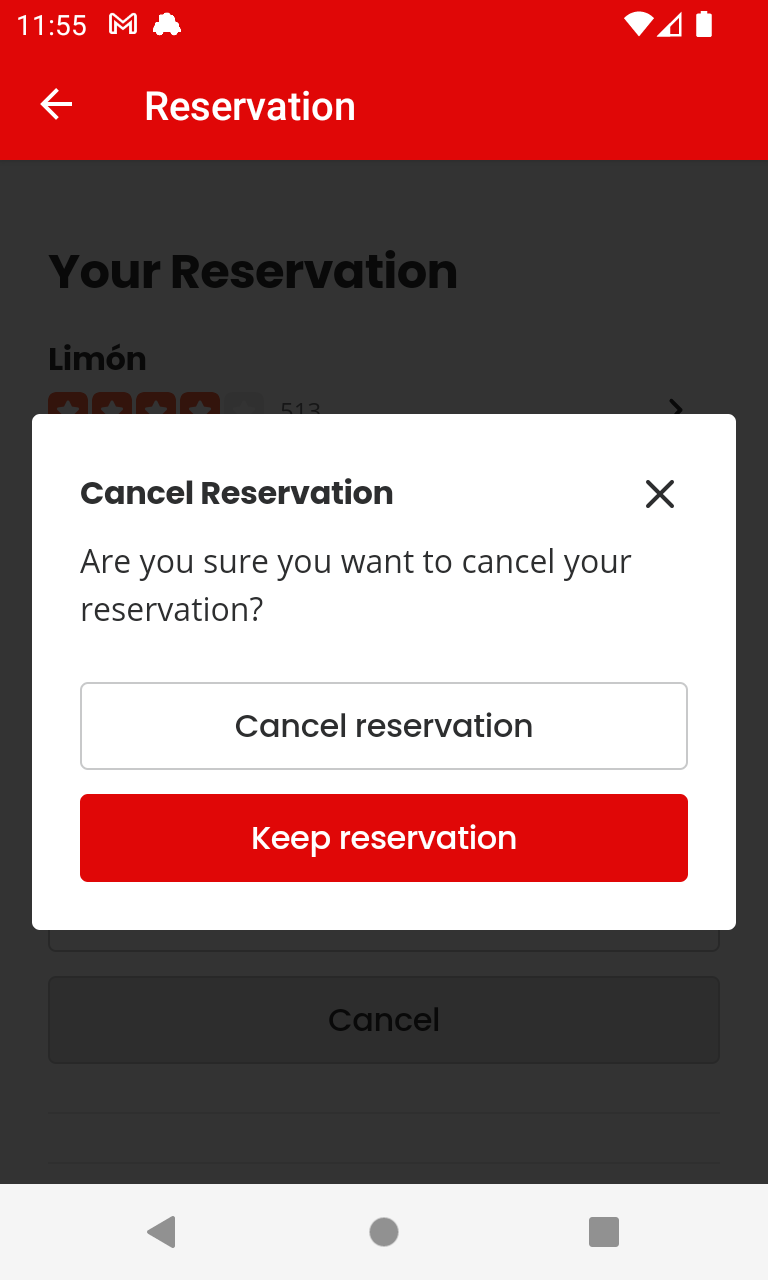 11:55
Reservation
Your Reservation
Limón
513
Cancel Reservation
Are you sure you want to cancel your
reservation?
Cancel reservation
Keep reservation
Cancel